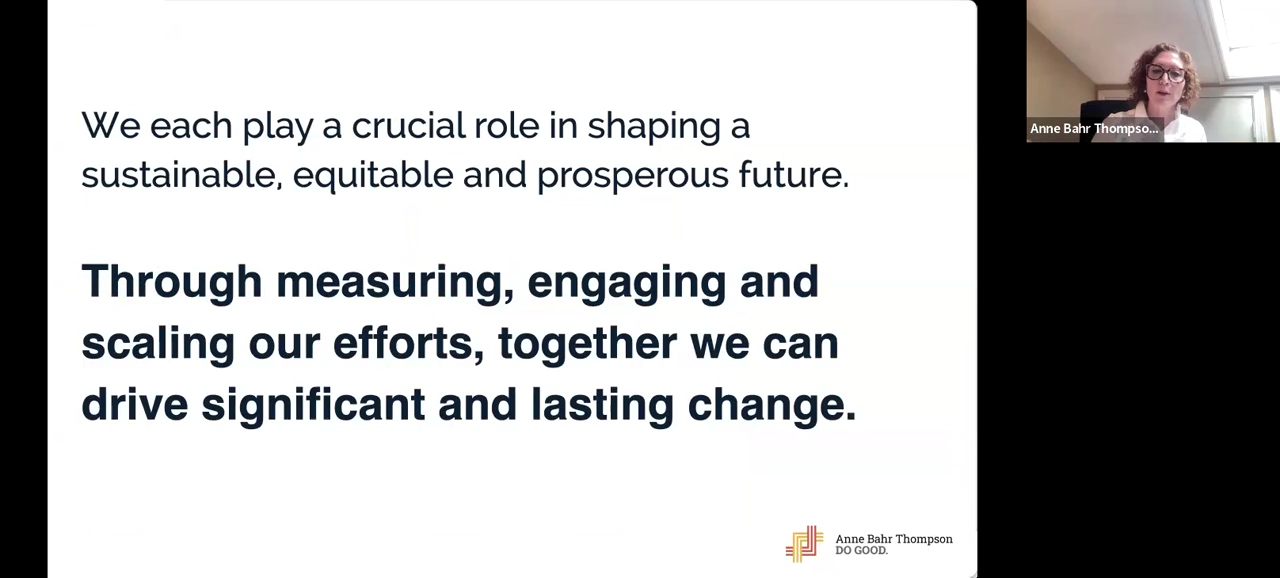 We each play a crucial role in shaping a
sustainable, equitable and prosperous future.
Through measuring, engaging and
scaling our efforts, together we can
drive significant and lasting change.
Anne Bahr Thompson
DO GOOD.
Anne Bahr Thompso...